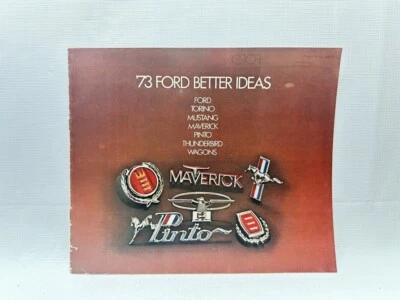 '73 FORD BETTER IDEAS
FORD
TORINO
MUSTANG
MAVERICK
PINTO
THUNDERBIRD
WAGONS
MAVERICK
Pinto